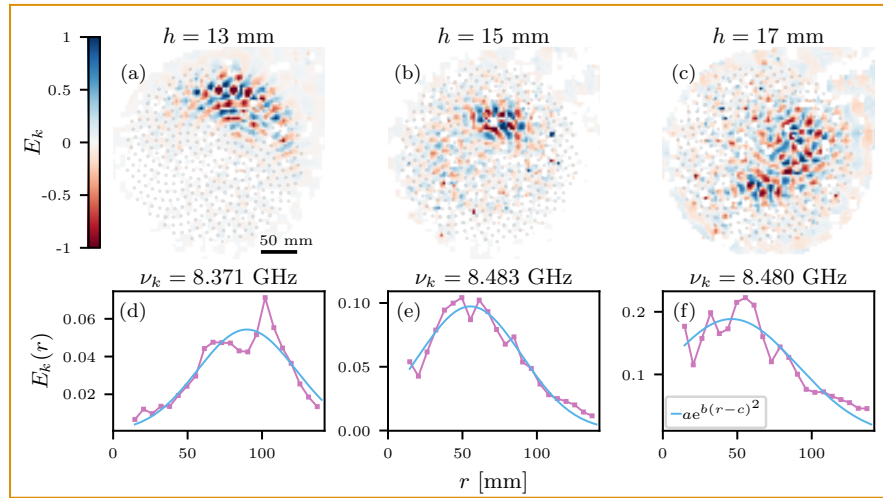 h = 13 mm
h = 15 mm
h = 17 mm
(a)
(b)
(c)
1
0.5
0
-0.5
-1
E_k
50 mm
ν_k = 8.371 GHz
ν_k = 8.483 GHz
ν_k = 8.480 GHz
(d)
(e)
(f)
E_k(r)
0.06
0.04
0.02
0.10
0.05
0.00
0.2
0.1
ae^{b(r−c)^2}
0
50
100
0
50
100
0
50
100
r [mm]